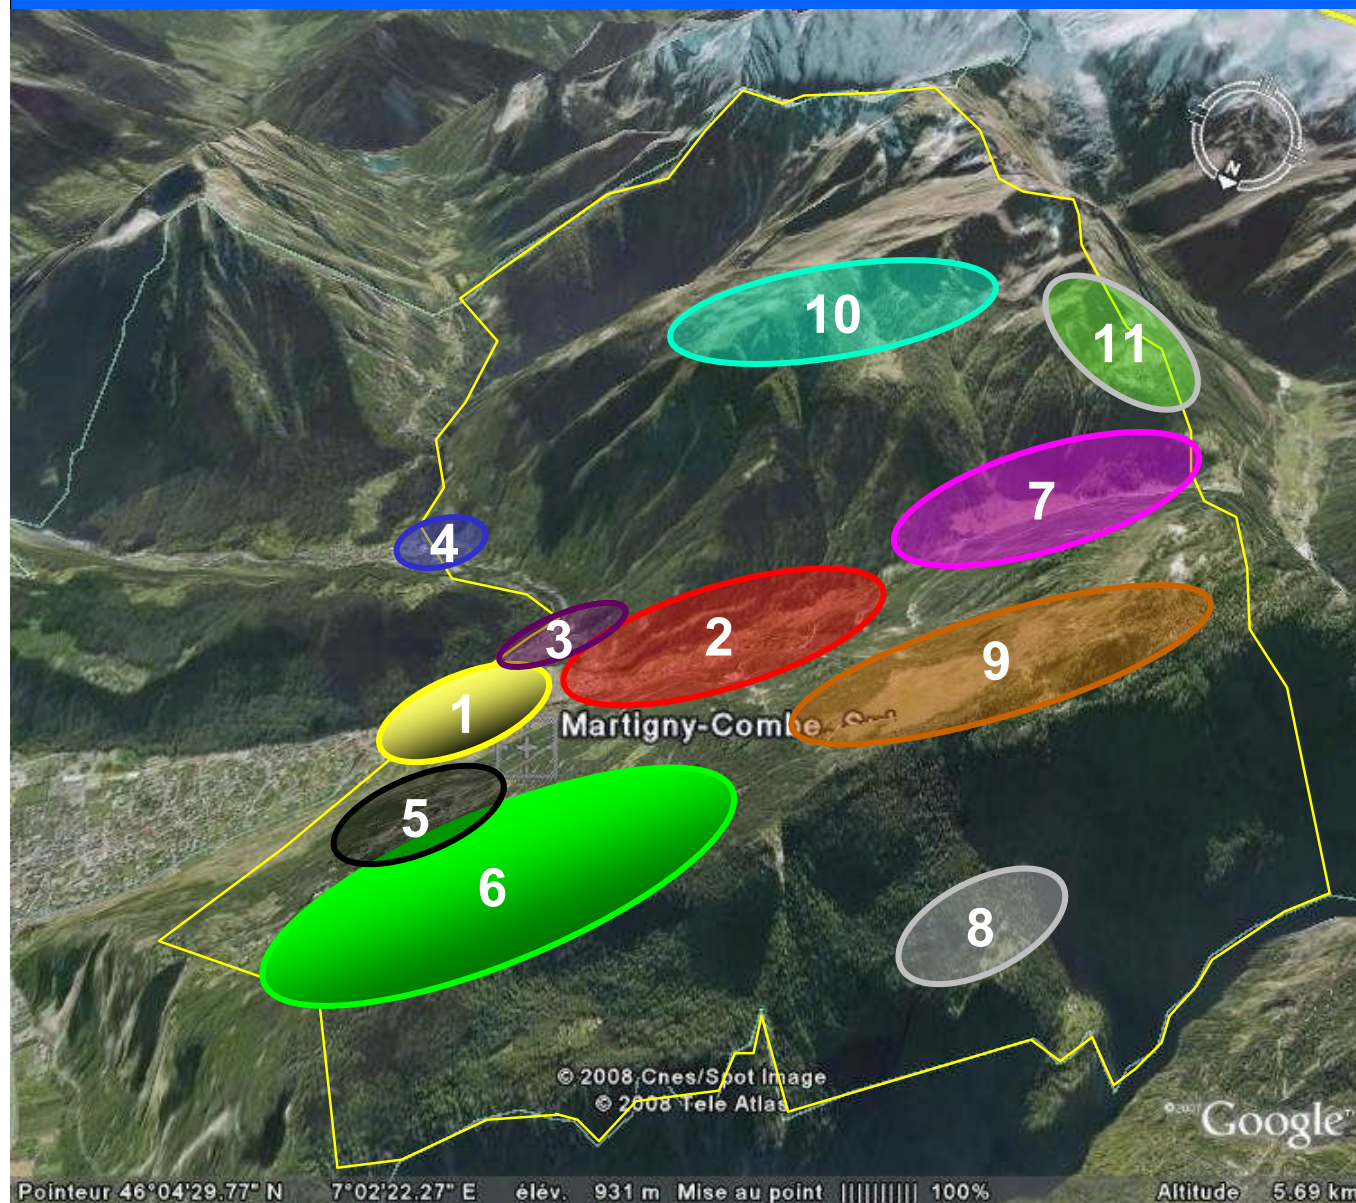 N
10
11
7
4
3
2
9
1
Martigny-Combe
5
6
8
© 2008 Cnes/Spot Image
© 2008 Tele Atlas
Google
Pointeur 46°04'29.77" N 7°02'22.27" E élév. 931 m Mise au point |||||||||| 100% Altitude 5.69 km